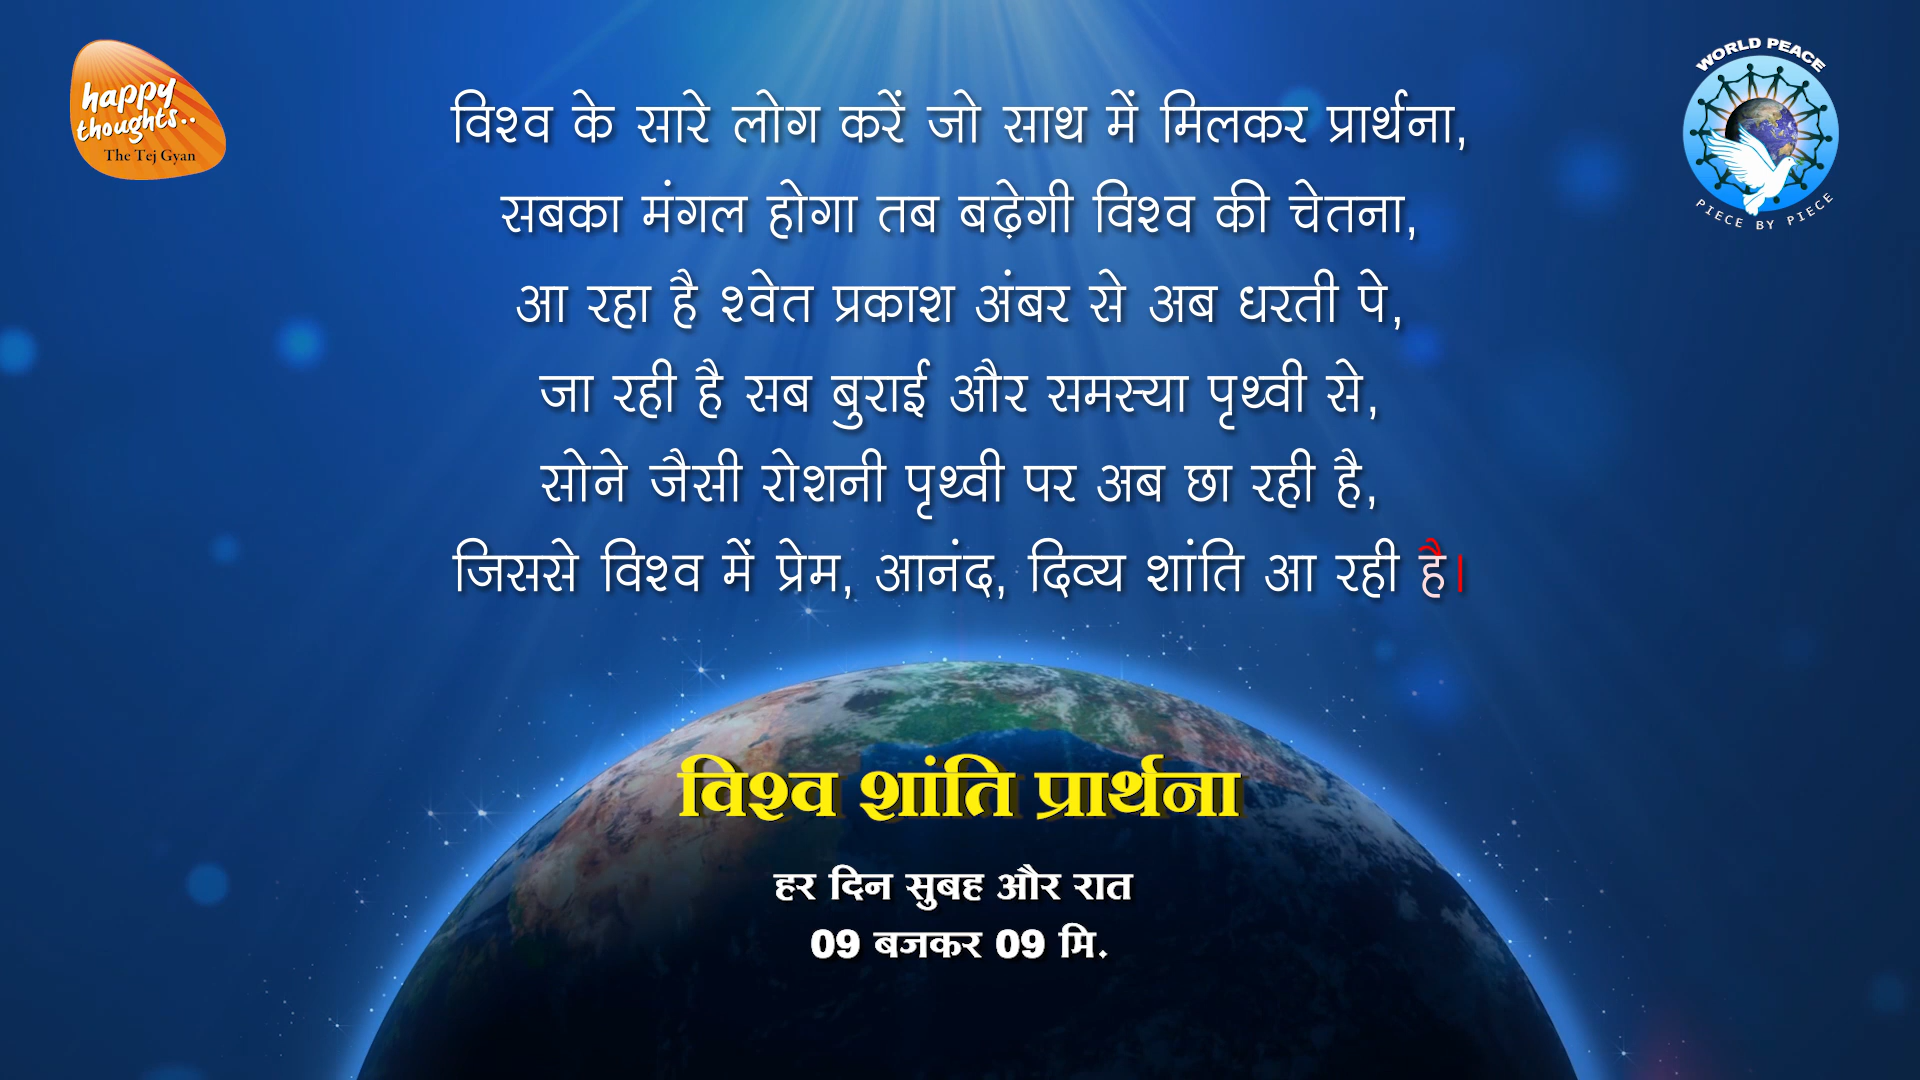 happy
thoughts..
The Tej Gyan
WORLD PEACE
PIECE BY PIECE
विश्व के सारे लोग करें जो साथ में मिलकर प्रार्थना,
सबका मंगल होगा तब बढ़ेगी विश्व की चेतना,
आ रहा है श्वेत प्रकाश अंबर से अब धरती पे,
जा रही है सब बुराई और समस्या पृथ्वी से,
सोने जैसी रोशनी पृथ्वी पर अब छा रही है,
जिससे विश्व में प्रेम, आनंद, दिव्य शांति आ रही है।
विश्व शांति प्रार्थना
हर दिन सुबह और रात
09 बजकर 09 मि.